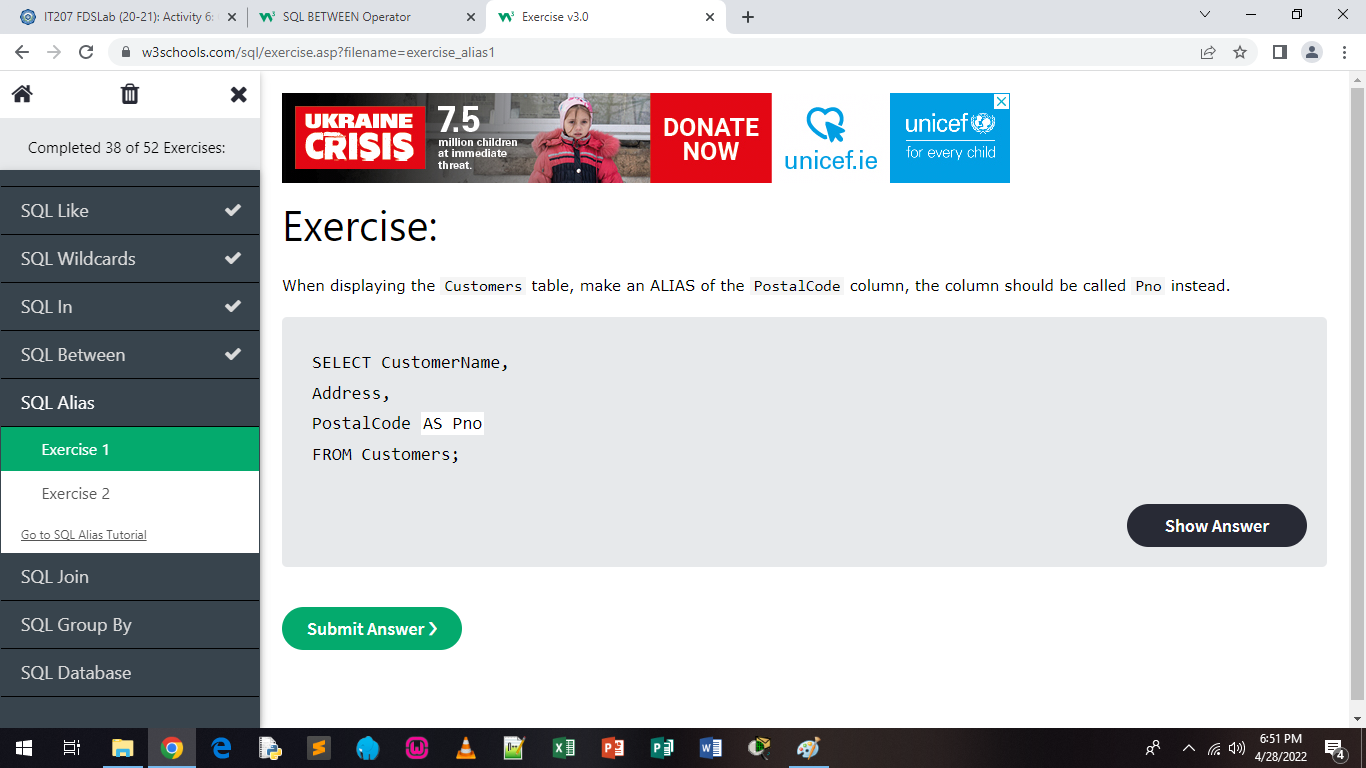 IT207 FDSLab (20-21): Activity 6:
SQL BETWEEN Operator
Exercise v3.0
w3schools.com/sql/exercise.asp?filename=exercise_alias1
Completed 38 of 52 Exercises:
SQL Like
SQL Wildcards
SQL In
SQL Between
SQL Alias
Exercise 1
Exercise 2
Go to SQL Alias Tutorial
SQL Join
SQL Group By
SQL Database
UKRAINE
CRISIS
7.5
million children
at immediate
threat.
DONATE
NOW
unicef.ie
unicef
for every child
Exercise:
When displaying the Customers table, make an ALIAS of the PostalCode column, the column should be called Pno instead.
SELECT CustomerName,
Address,
PostalCode AS Pno
FROM Customers;
Show Answer
Submit Answer ❯
6:51 PM
4/28/2022
4